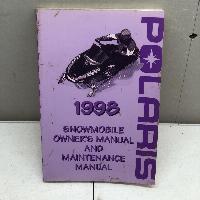 POLARIS
1998
SNOWMOBILE
OWNER'S MANUAL
AND
MAINTENANCE
MANUAL